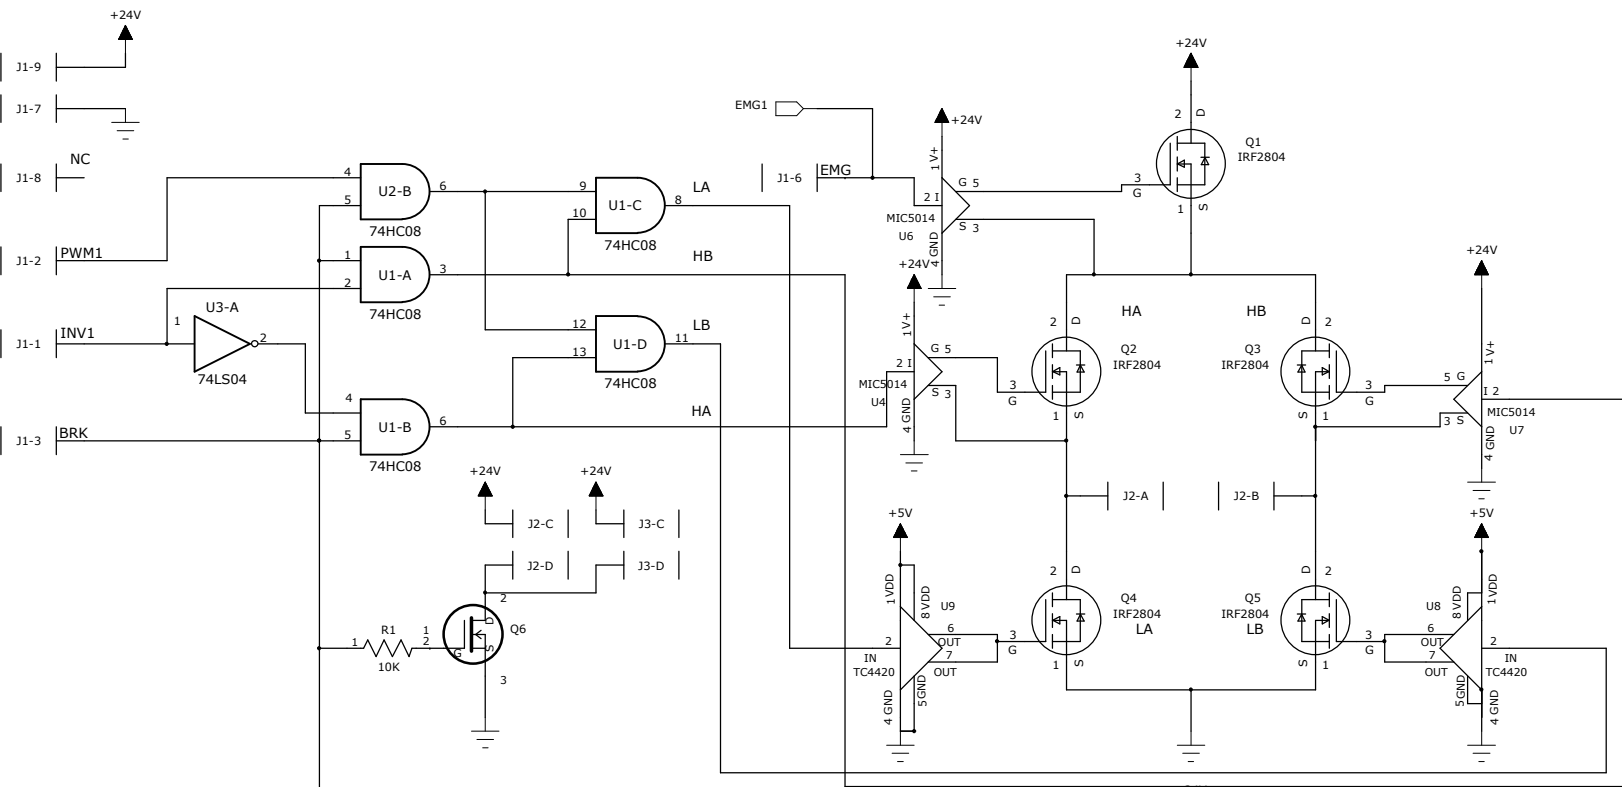 +24V
J1-9
J1-7
NC
J1-8
J1-2
PWM1
J1-1
INV1
J1-3
BRK
U3-A
1
2
74LS04
4
5
U2-B
6
74HC08
1
2
U1-A
3
74HC08
4
5
U1-B
6
74HC08
9
10
U1-C
8
74HC08
LA
HB
12
13
U1-D
11
74HC08
LB
HA
+24V
J2-C
+24V
J3-C
J2-D
J3-D
R1
1
2
10K
1
G
2
D
S
3
Q6
EMG1
J1-6
EMG
+24V
1 V+
2 I
G 5
S 3
MIC5014
U6
4 GND
+24V
2
D
3
G
1
S
Q1
IRF2804
+24V
1 V+
2 I
G 5
S 3
MIC5014
U4
4 GND
HA
2
D
3
G
1
S
Q2
IRF2804
HB
D
2
Q3
IRF2804
3
G
S
1
+24V
1 V+
5 G
I 2
3 S
MIC5014
U7
4 GND
J2-A
J2-B
+5V
1 VDD
8 VDD
U9
2
IN
TC4420
6
OUT
7
OUT
4 GND
5 GND
2
D
3
G
1
S
Q4
IRF2804
LA
D
2
Q5
IRF2804
LB
3
G
S
1
+5V
8 VDD
1 VDD
U8
6
OUT
7
OUT
2
IN
TC4420
5 GND
4 GND